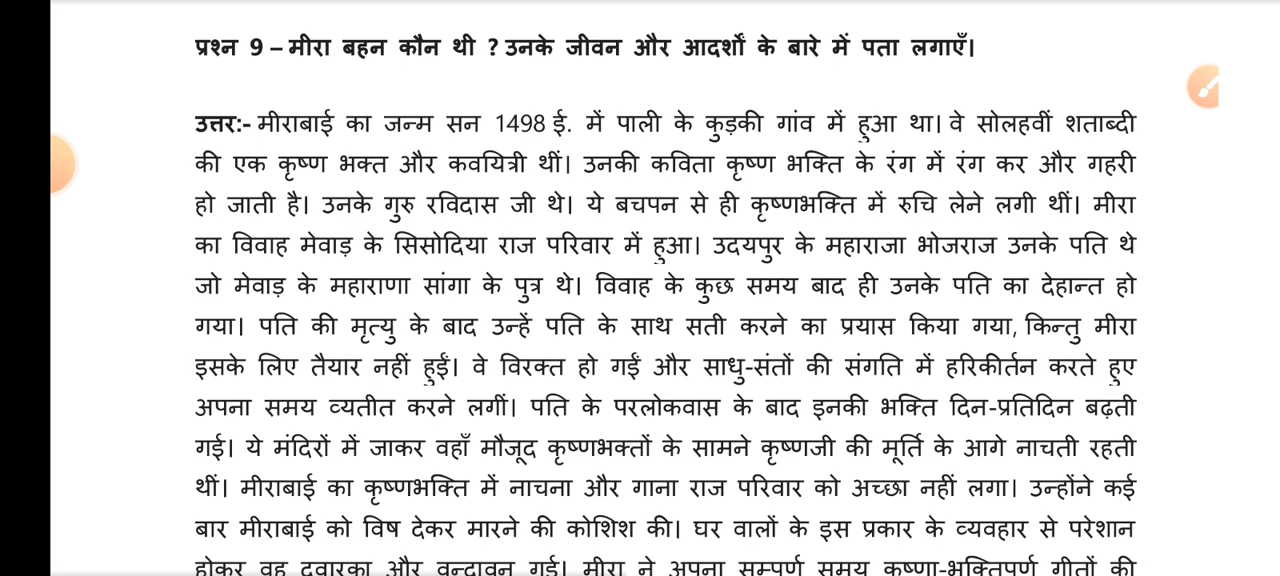 प्रश्न 9 – मीरा बहन कौन थी ? उनके जीवन और आदर्शों के बारे में पता लगाएँ।
उत्तर:- मीराबाई का जन्म सन 1498 ई. में पाली के कुड़की गांव में हुआ था। वे सोलहवीं शताब्दी
की एक कृष्ण भक्त और कवयित्री थीं। उनकी कविता कृष्ण भक्ति के रंग में रंग कर और गहरी
हो जाती है। उनके गुरु रविदास जी थे। ये बचपन से ही कृष्णभक्ति में रुचि लेने लगी थीं। मीरा
का विवाह मेवाड़ के सिसोदिया राज परिवार में हुआ। उदयपुर के महाराजा भोजराज उनके पति थे
जो मेवाड़ के महाराणा सांगा के पुत्र थे। विवाह के कुछ समय बाद ही उनके पति का देहान्त हो
गया। पति की मृत्यु के बाद उन्हें पति के साथ सती करने का प्रयास किया गया, किन्तु मीरा
इसके लिए तैयार नहीं हुईं। वे विरक्त हो गईं और साधु-संतों की संगति में हरिकीर्तन करते हुए
अपना समय व्यतीत करने लगीं। पति के परलोकवास के बाद इनकी भक्ति दिन-प्रतिदिन बढ़ती
गई। ये मंदिरों में जाकर वहाँ मौजूद कृष्णभक्तों के सामने कृष्णजी की मूर्ति के आगे नाचती रहती
थीं। मीराबाई का कृष्णभक्ति में नाचना और गाना राज परिवार को अच्छा नहीं लगा। उन्होंने कई
बार मीराबाई को विष देकर मारने की कोशिश की। घर वालों के इस प्रकार के व्यवहार से परेशान
होकर वह द्वारका और वृन्दावन गई। मीरा ने अपना सम्पूर्ण समय कृष्णा-भक्तिपूर्ण गीतों की